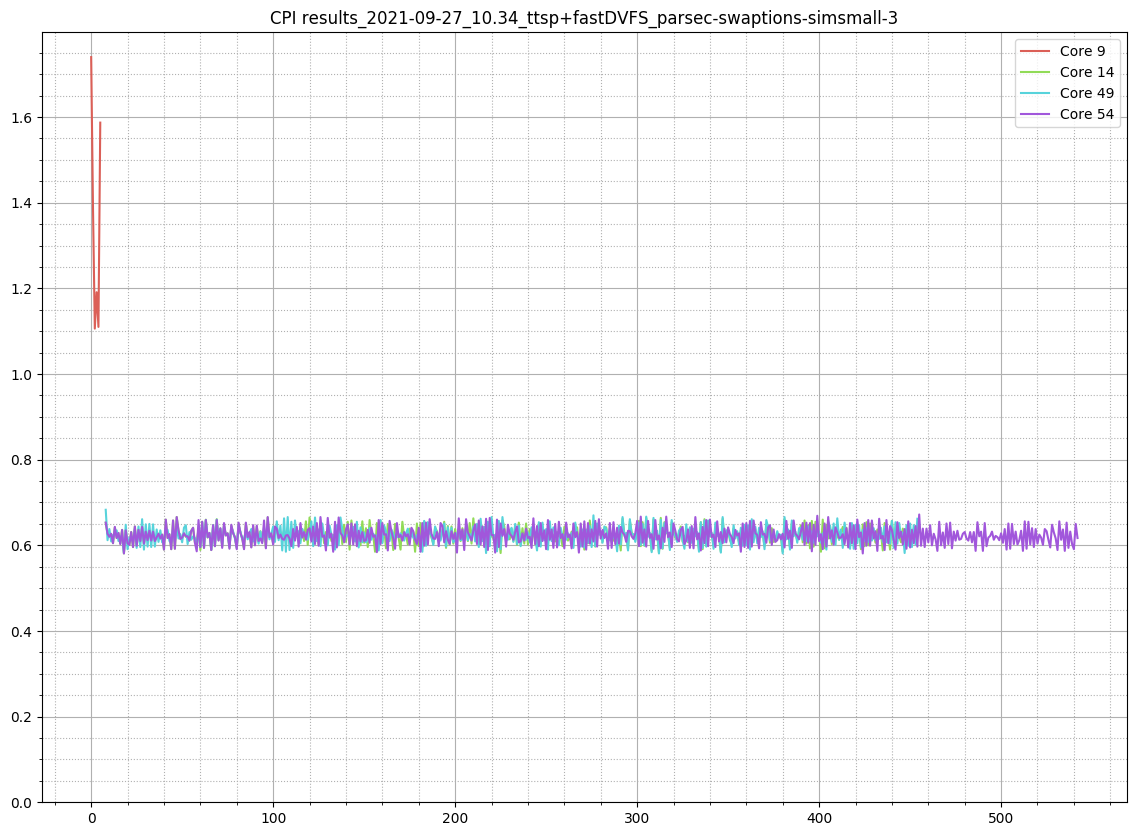 CPI results_2021-09-27_10.34_ttsp+fastDVFS_parsec-swaptions-simsmall-3
Core 9
Core 14
Core 49
Core 54
1.6
1.4
1.2
1.0
0.8
0.6
0.4
0.2
0.0
0 100 200 300 400 500